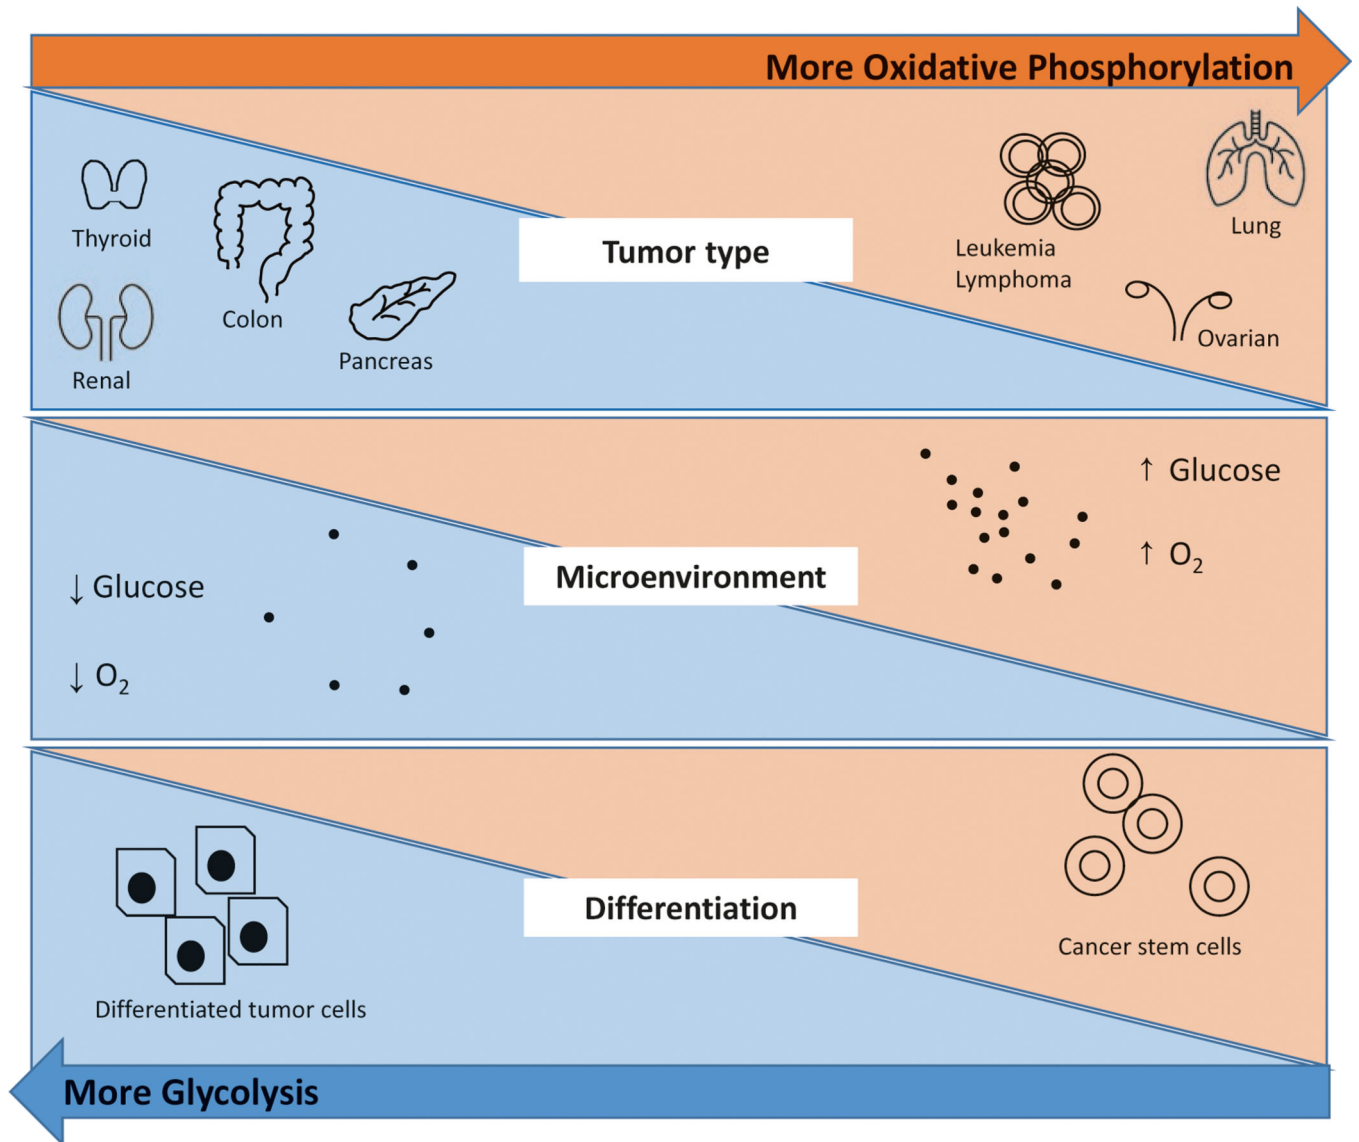 More Oxidative Phosphorylation
Thyroid
Renal
Colon
Pancreas
Tumor type
Leukemia
Lymphoma
Lung
Ovarian
↓ Glucose
↓ O₂
Microenvironment
↑ Glucose
↑ O₂
Differentiated tumor cells
Differentiation
Cancer stem cells
More Glycolysis